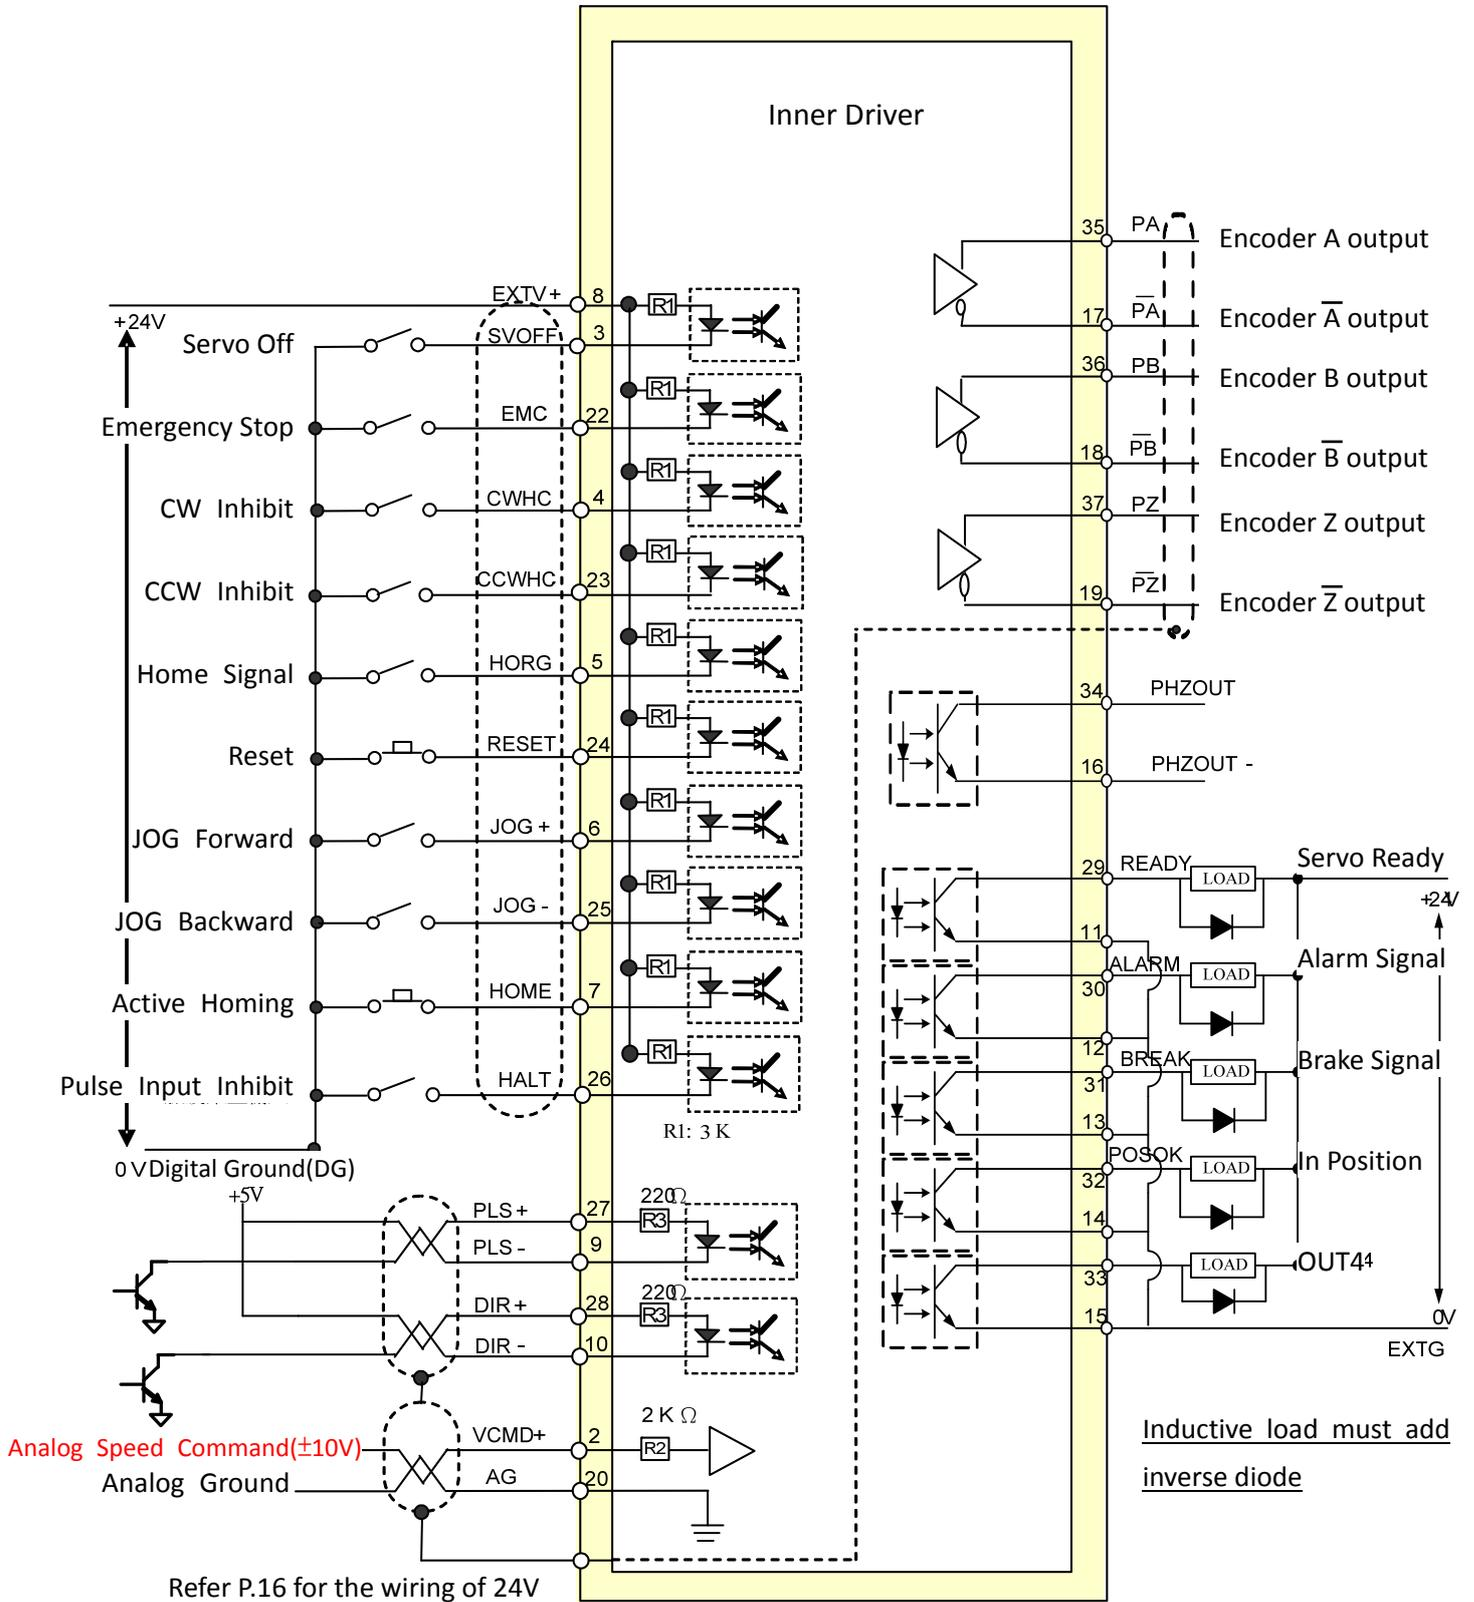 Inner Driver
35 PA Encoder A output
17 P̅A̅ Encoder A̅ output
36 PB Encoder B output
18 P̅B̅ Encoder B̅ output
37 PZ Encoder Z output
19 P̅Z̅ Encoder Z̅ output
+24V
EXTV+ 8 R1
Servo Off SVOFF 3
R1
Emergency Stop EMC 22
R1
CW Inhibit CWHC 4
R1
CCW Inhibit CCWHC 23
R1
Home Signal HORG 5
R1
Reset RESET 24
R1
JOG Forward JOG+ 6
R1
JOG Backward JOG- 25
R1
Active Homing HOME 7
R1
Pulse Input Inhibit HALT 26
R1: 3 K
0 V Digital Ground(DG)
34 PHZOUT
16 PHZOUT -
29 READY LOAD Servo Ready
+24V
11
ALARM LOAD Alarm Signal
30
12
BREAK LOAD Brake Signal
31
13
POSOK LOAD In Position
32
14
LOAD OUT44
33
15
0V
EXTG
+5V
PLS+ 27 220Ω R3
PLS- 9
DIR+ 28 220Ω R3
DIR- 10
2 K Ω
Analog Speed Command(±10V) VCMD+ 2 R2
Analog Ground AG 20
Inductive load must add
inverse diode
Refer P.16 for the wiring of 24V